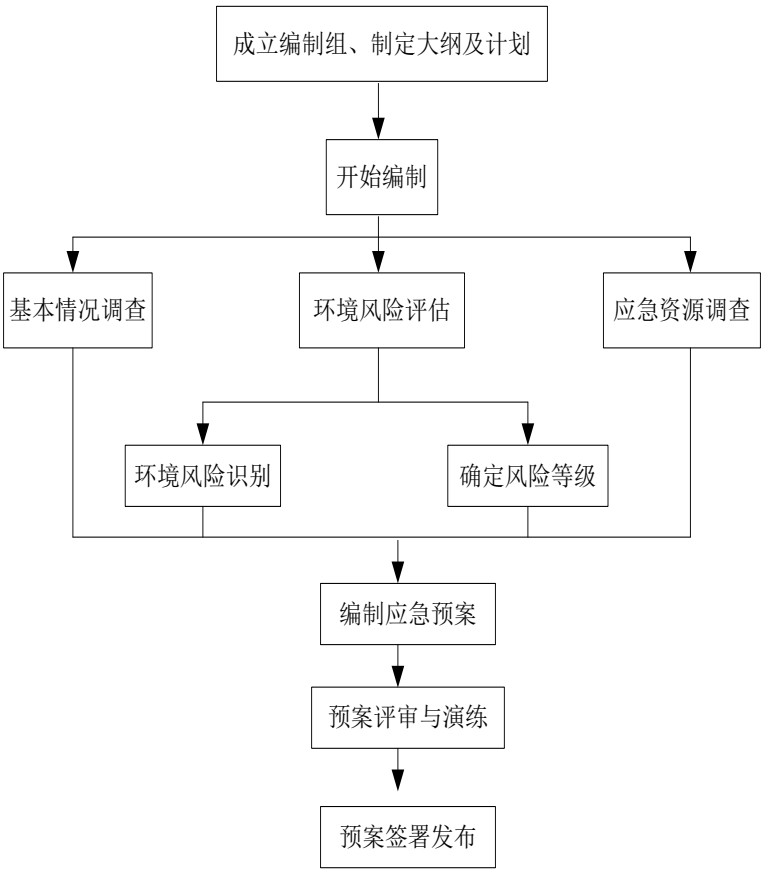 成立编制组、制定大纲及计划
开始编制
基本情况调查
环境风险评估
应急资源调查
环境风险识别
确定风险等级
编制应急预案
预案评审与演练
预案签署发布